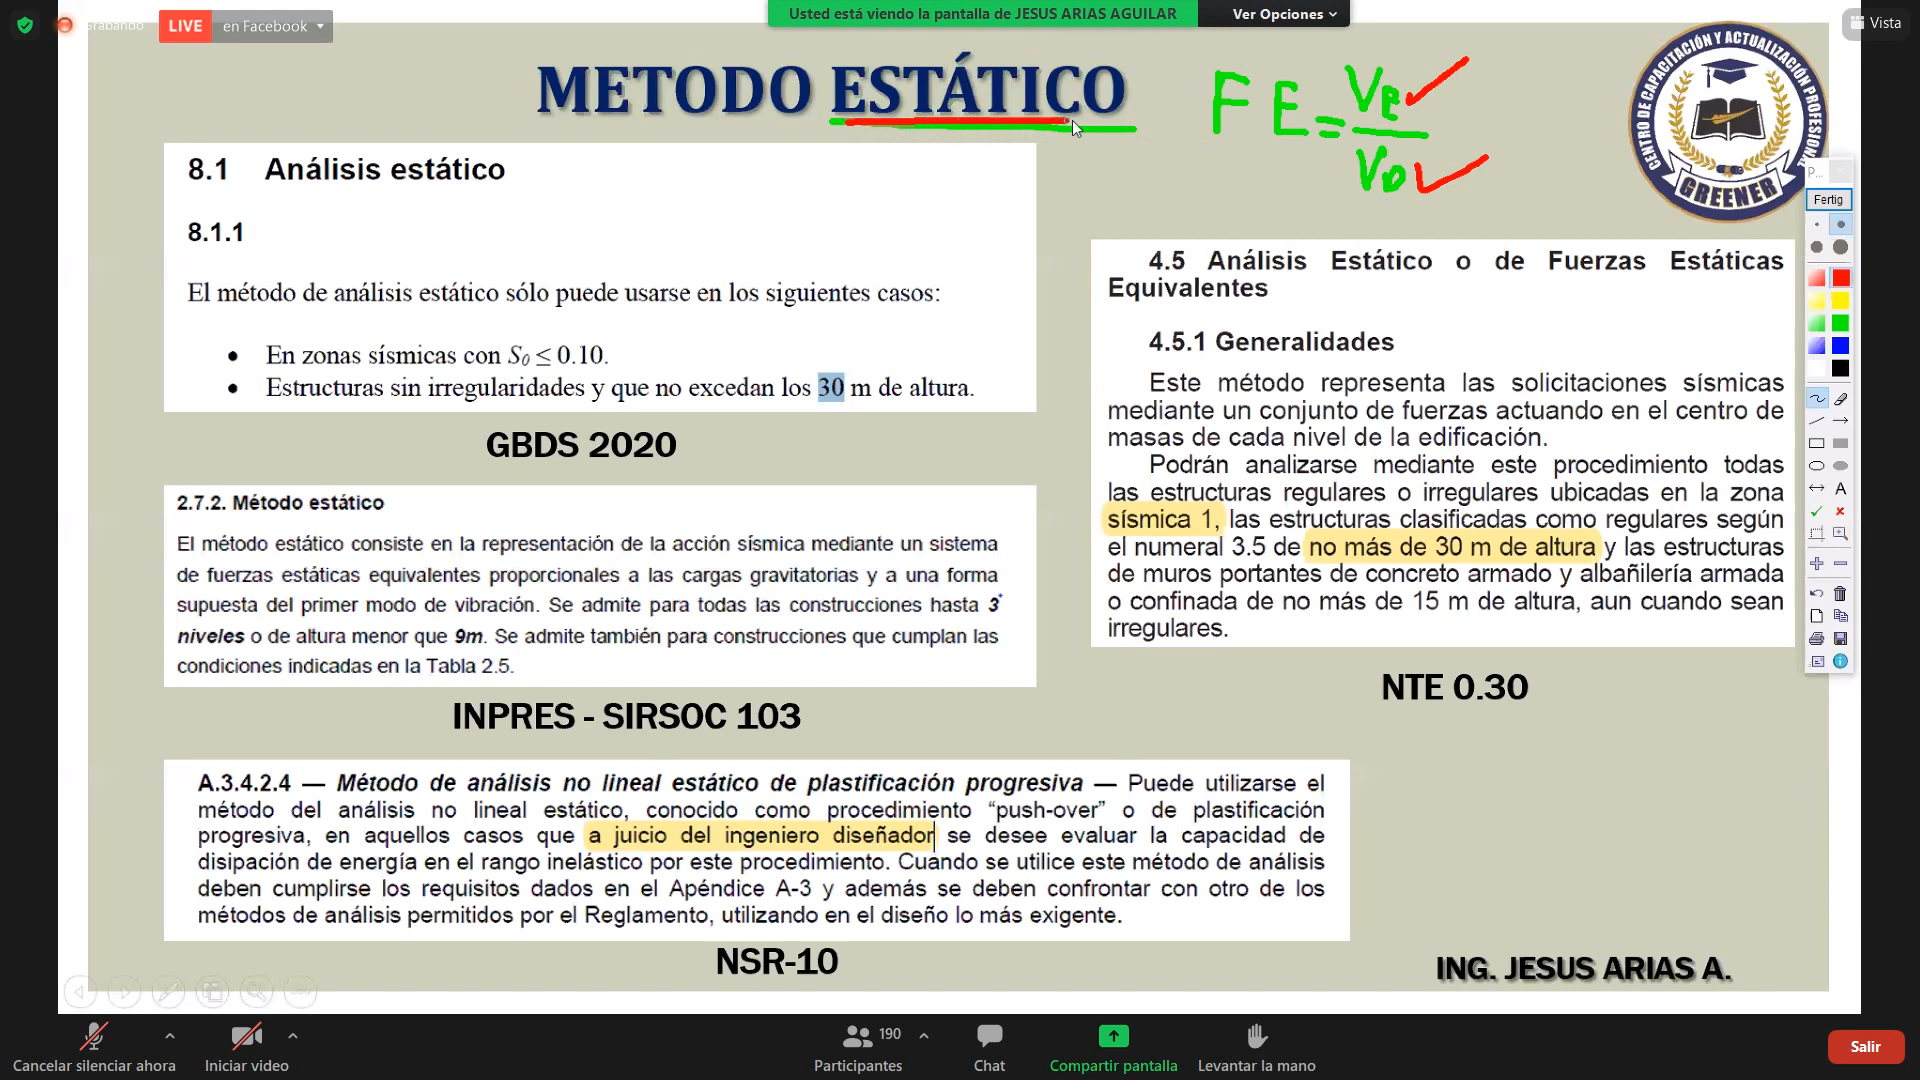 Grabando
LIVE en Facebook
Usted está viendo la pantalla de JESUS ARIAS AGUILAR
Ver Opciones
Vista
METODO ESTÁTICO
FE = VE
VD
CENTRO DE CAPACITACIÓN Y ACTUALIZACIÓN PROFESIONAL
GREENER
8.1 Análisis estático
8.1.1
El método de análisis estático sólo puede usarse en los siguientes casos:
• En zonas sísmicas con S0 ≤ 0.10.
• Estructuras sin irregularidades y que no excedan los 30 m de altura.
GBDS 2020
2.7.2. Método estático
El método estático consiste en la representación de la acción sísmica mediante un sistema
de fuerzas estáticas equivalentes proporcionales a las cargas gravitatorias y a una forma
supuesta del primer modo de vibración. Se admite para todas las construcciones hasta 3
niveles o de altura menor que 9m. Se admite también para construcciones que cumplan las
condiciones indicadas en la Tabla 2.5.
INPRES - SIRSOC 103
4.5 Análisis Estático o de Fuerzas Estáticas
Equivalentes
4.5.1 Generalidades
Este método representa las solicitaciones sísmicas
mediante un conjunto de fuerzas actuando en el centro de
masas de cada nivel de la edificación.
Podrán analizarse mediante este procedimiento todas
las estructuras regulares o irregulares ubicadas en la zona
sísmica 1, las estructuras clasificadas como regulares según
el numeral 3.5 de no más de 30 m de altura y las estructuras
de muros portantes de concreto armado y albañilería armada
o confinada de no más de 15 m de altura, aun cuando sean
irregulares.
NTE 0.30
A.3.4.2.4 — Método de análisis no lineal estático de plastificación progresiva — Puede utilizarse el
método del análisis no lineal estático, conocido como procedimiento “push-over” o de plastificación
progresiva, en aquellos casos que a juicio del ingeniero diseñador se desee evaluar la capacidad de
disipación de energía en el rango inelástico por este procedimiento. Cuando se utilice este método de análisis
deben cumplirse los requisitos dados en el Apéndice A-3 y además se deben confrontar con otro de los
métodos de análisis permitidos por el Reglamento, utilizando en el diseño lo más exigente.
NSR-10
ING. JESUS ARIAS A.
P...
Fertig
A
Cancelar silenciar ahora
Iniciar video
190
Participantes
Chat
Compartir pantalla
Levantar la mano
Salir